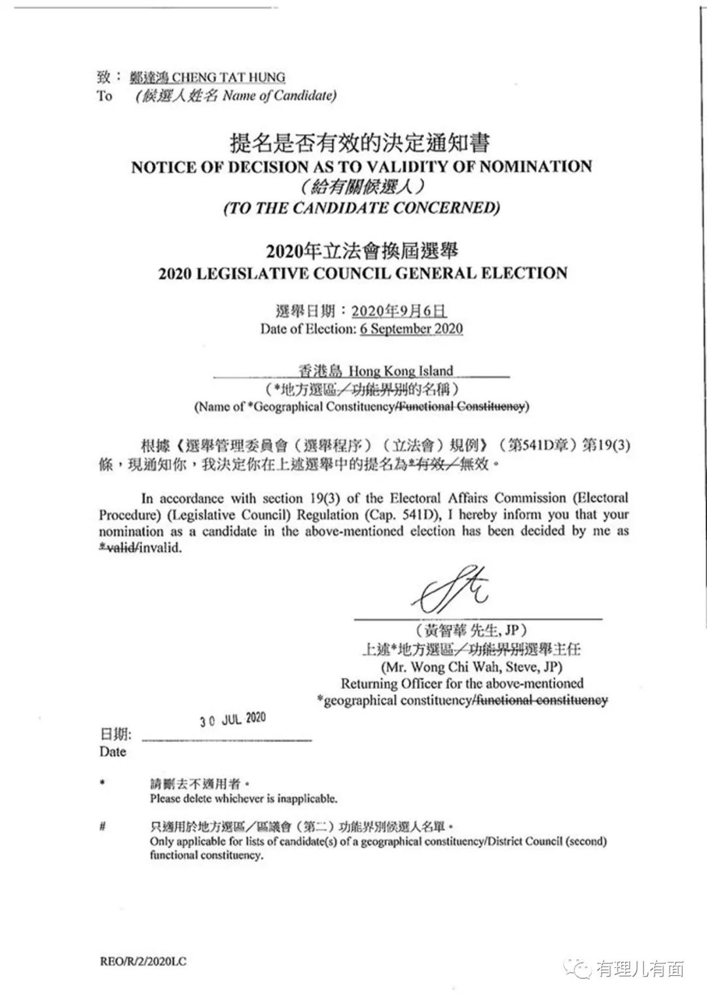 致：鄭達鴻 CHENG TAT HUNG
To (候選人姓名 Name of Candidate)
提名是否有效的決定通知書
NOTICE OF DECISION AS TO VALIDITY OF NOMINATION
（給有關候選人）
(TO THE CANDIDATE CONCERNED)
2020年立法會換屆選舉
2020 LEGISLATIVE COUNCIL GENERAL ELECTION
選舉日期：2020年9月6日
Date of Election: 6 September 2020
香港島 Hong Kong Island
（*地方選區／功能界別的名稱）
(Name of *Geographical Constituency/Functional Constituency)
根據《選舉管理委員會（選舉程序）（立法會）規例》（第541D章）第19(3)
條，現通知你，我決定你在上述選舉中的提名為*有效／無效。
In accordance with section 19(3) of the Electoral Affairs Commission (Electoral
Procedure) (Legislative Council) Regulation (Cap. 541D), I hereby inform you that your
nomination as a candidate in the above-mentioned election has been decided by me as
*valid/invalid.
（黃智華 先生, JP）
上述*地方選區／功能界別選舉主任
(Mr. Wong Chi Wah, Steve, JP)
Returning Officer for the above-mentioned
*geographical constituency/functional constituency
30 JUL 2020
日期:
Date
* 請刪去不適用者。
Please delete whichever is inapplicable.
# 只適用於地方選區／區議會（第二）功能界別候選人名單。
Only applicable for lists of candidate(s) of a geographical constituency/District Council (second)
functional constituency.
REO/R/2/2020LC
有理儿有面